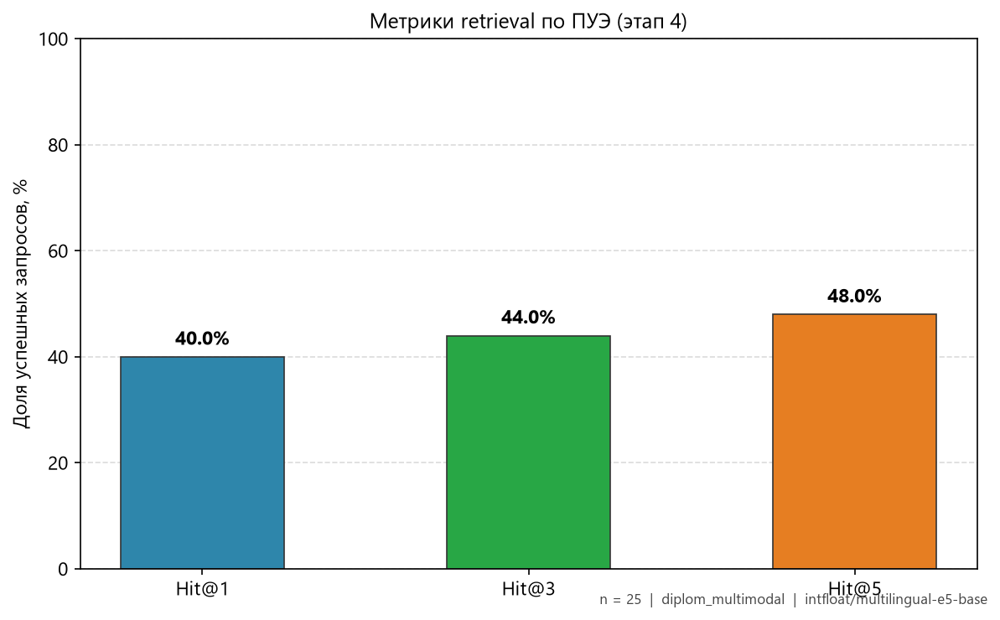 Метрики retrieval по ПУЭ (этап 4)
Доля успешных запросов, %
100
80
60
40
20
0
40.0%
44.0%
48.0%
Hit@1
Hit@3
Hit@5
n = 25 | diplom_multimodal | intfloat/multilingual-e5-base